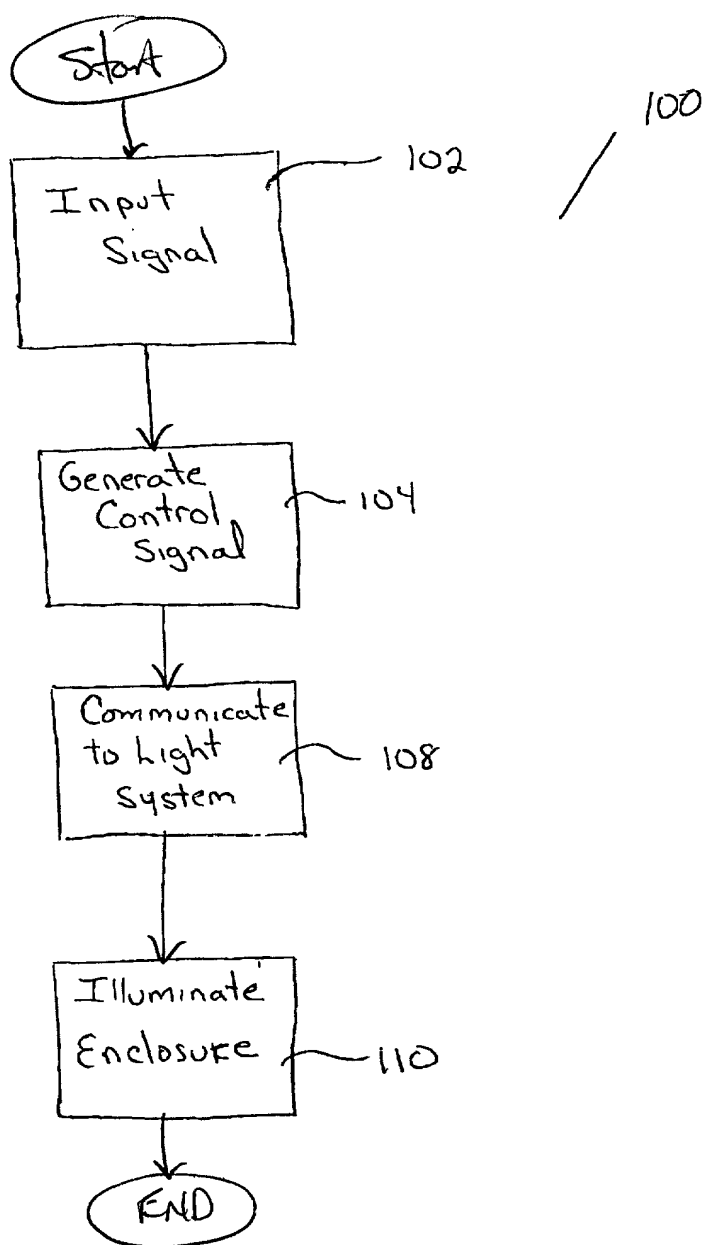 Start
100
102
Input
Signal
Generate
Control
Signal
104
Communicate
to Light
System
108
Illuminate
Enclosure
110
END